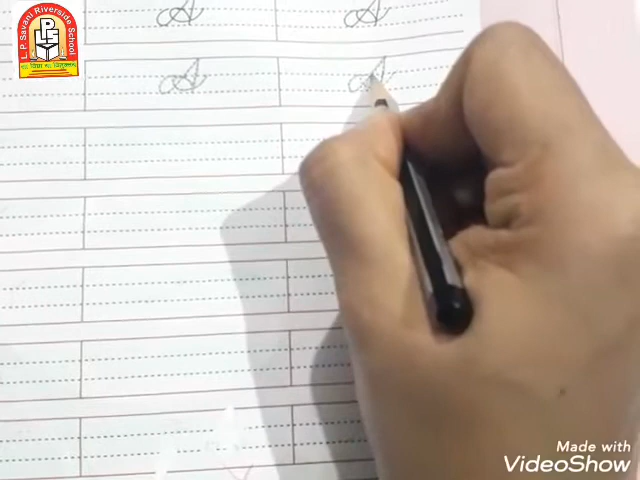 L. P. Savani Riverside School
L
P
S
A A
A A
Made with
VideoShow